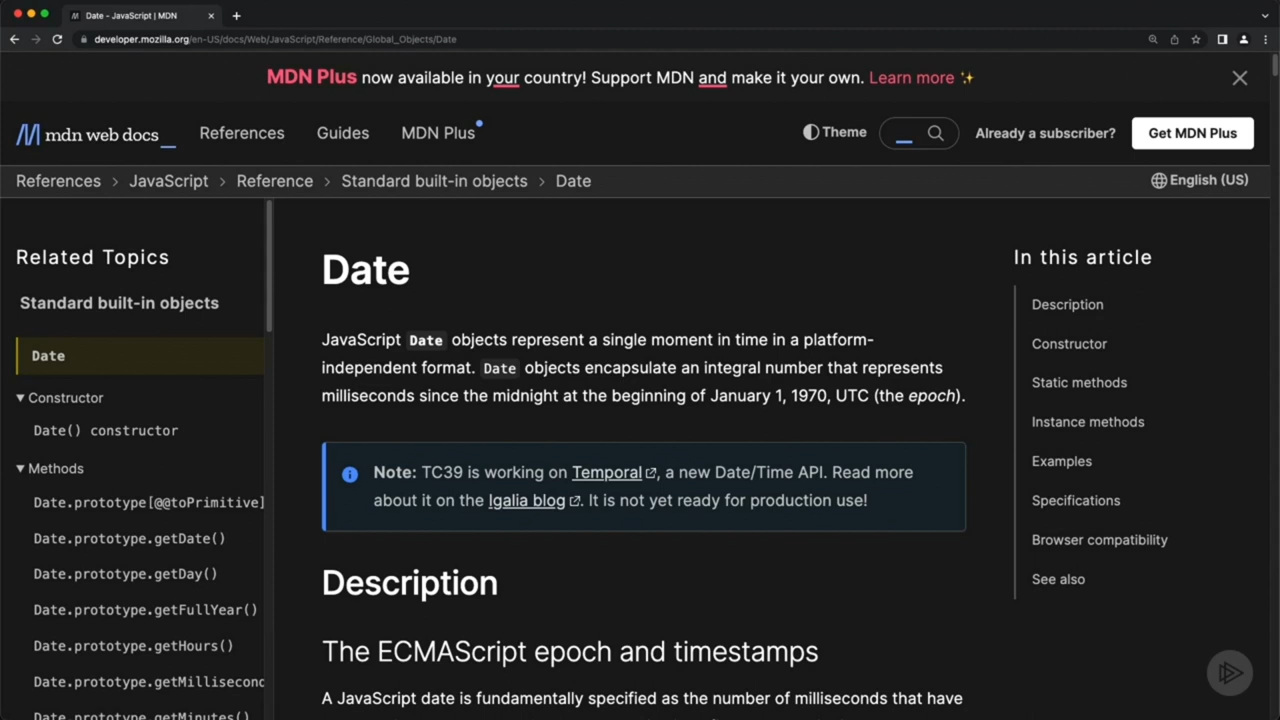 Date - JavaScript | MDN
developer.mozilla.org/en-US/docs/Web/JavaScript/Reference/Global_Objects/Date
MDN Plus now available in your country! Support MDN and make it your own. Learn more ✨
mdn web docs_
References
Guides
MDN Plus
Theme
Already a subscriber?
Get MDN Plus
References > JavaScript > Reference > Standard built-in objects > Date
English (US)
Related Topics
Standard built-in objects
Date
Constructor
Date() constructor
Methods
Date.prototype[@@toPrimitive]
Date.prototype.getDate()
Date.prototype.getDay()
Date.prototype.getFullYear()
Date.prototype.getHours()
Date.prototype.getMillisecond
Date.prototype.getMinutes()
Date
JavaScript Date objects represent a single moment in time in a platform-
independent format. Date objects encapsulate an integral number that represents
milliseconds since the midnight at the beginning of January 1, 1970, UTC (the epoch).
Note: TC39 is working on Temporal, a new Date/Time API. Read more
about it on the Igalia blog. It is not yet ready for production use!
Description
The ECMAScript epoch and timestamps
A JavaScript date is fundamentally specified as the number of milliseconds that have
In this article
Description
Constructor
Static methods
Instance methods
Examples
Specifications
Browser compatibility
See also